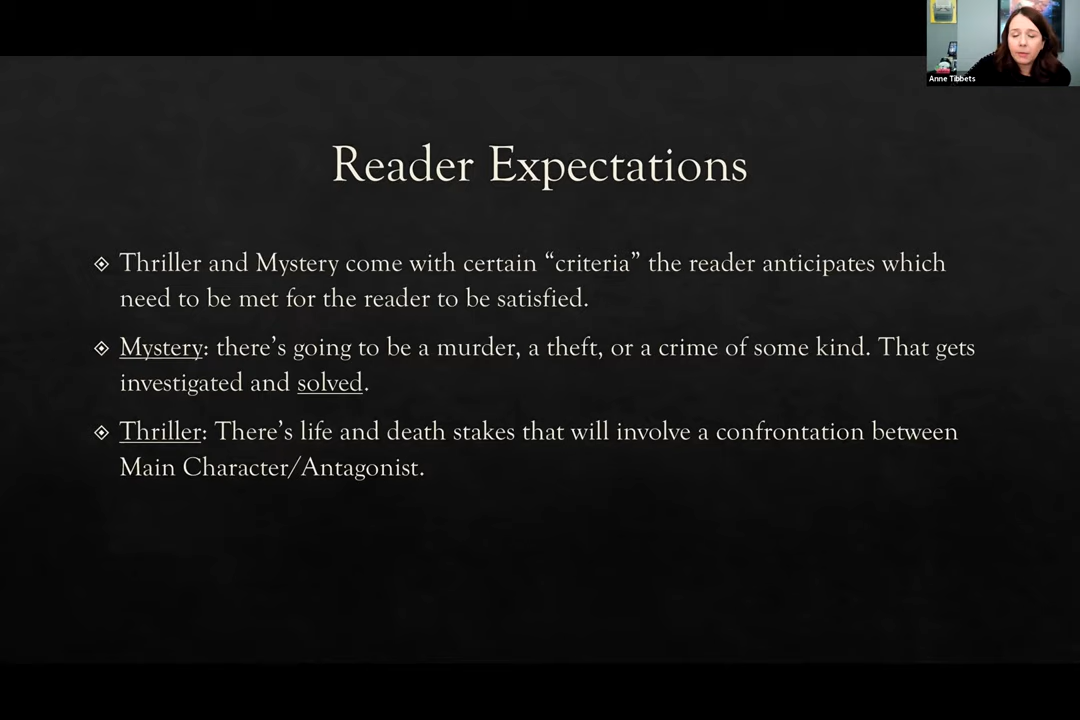 Anne Tibbets
Reader Expectations
Thriller and Mystery come with certain “criteria” the reader anticipates which
need to be met for the reader to be satisfied.
Mystery: there’s going to be a murder, a theft, or a crime of some kind. That gets
investigated and solved.
Thriller: There’s life and death stakes that will involve a confrontation between
Main Character/Antagonist.